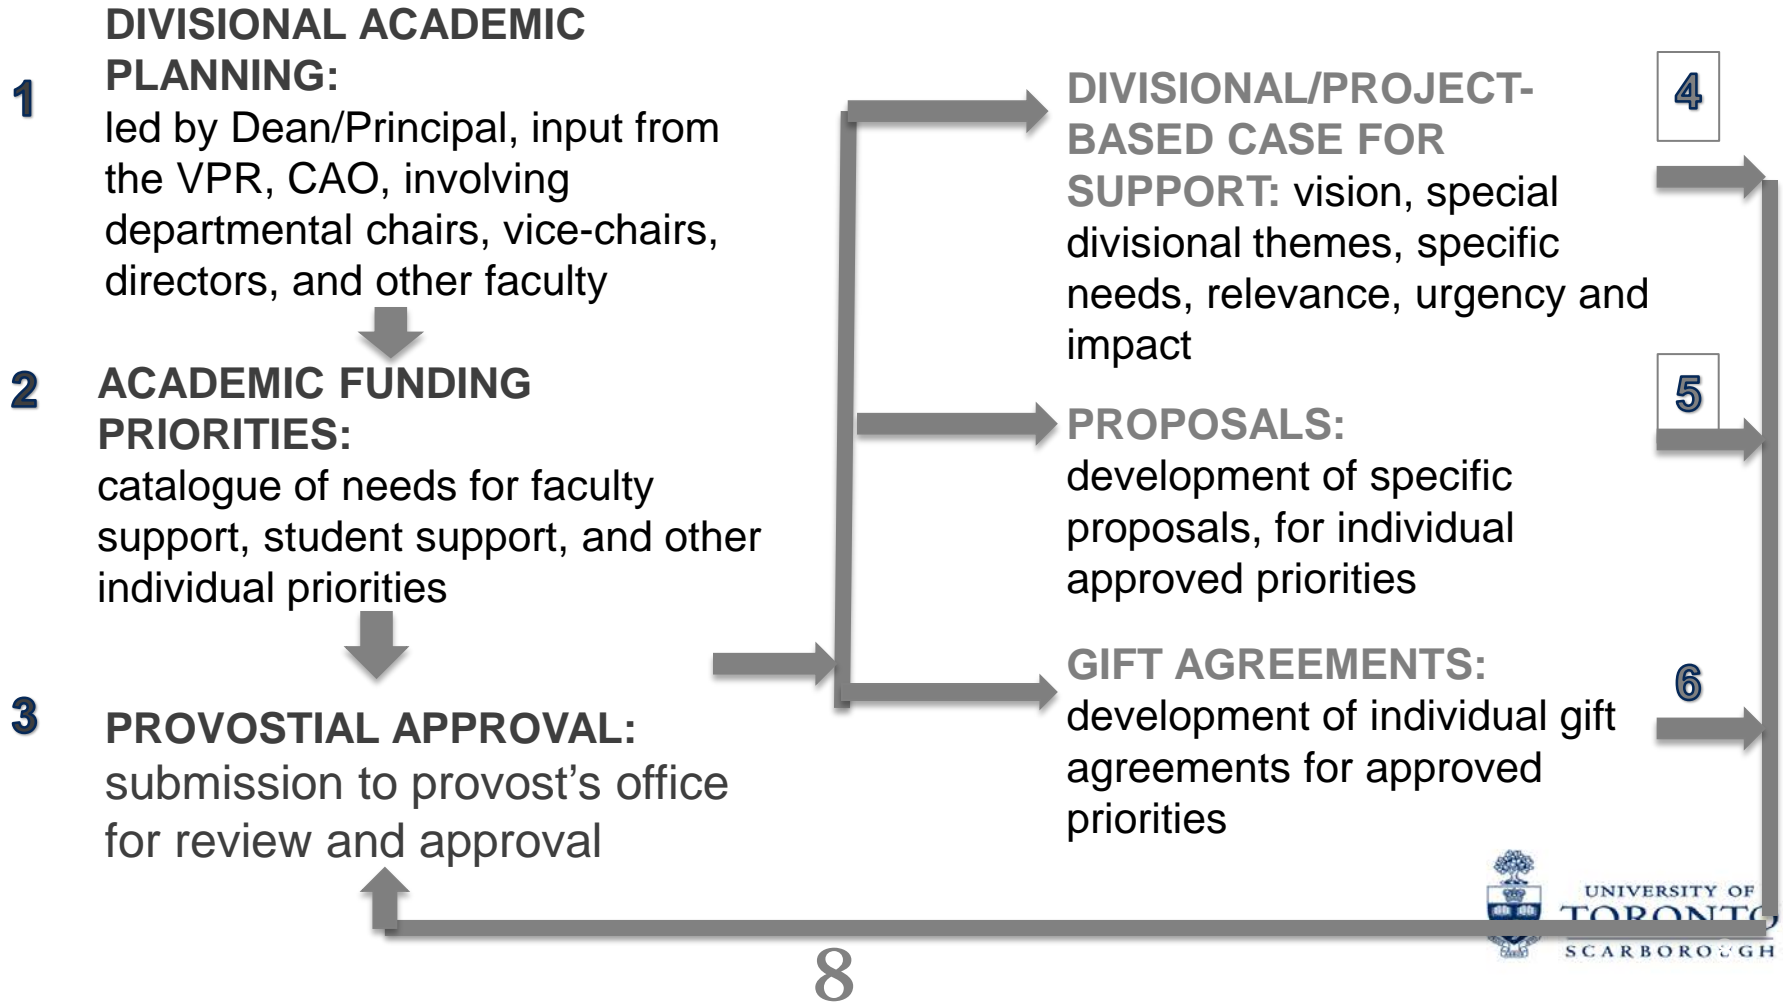 1
DIVISIONAL ACADEMIC
PLANNING:
led by Dean/Principal, input from
the VPR, CAO, involving
departmental chairs, vice-chairs,
directors, and other faculty
2
ACADEMIC FUNDING
PRIORITIES:
catalogue of needs for faculty
support, student support, and other
individual priorities
3
PROVOSTIAL APPROVAL:
submission to provost’s office
for review and approval
4
DIVISIONAL/PROJECT-
BASED CASE FOR
SUPPORT: vision, special
divisional themes, specific
needs, relevance, urgency and
impact
5
PROPOSALS:
development of specific
proposals, for individual
approved priorities
6
GIFT AGREEMENTS:
development of individual gift
agreements for approved
priorities
UNIVERSITY OF
TORONTO
SCARBOROUGH
8